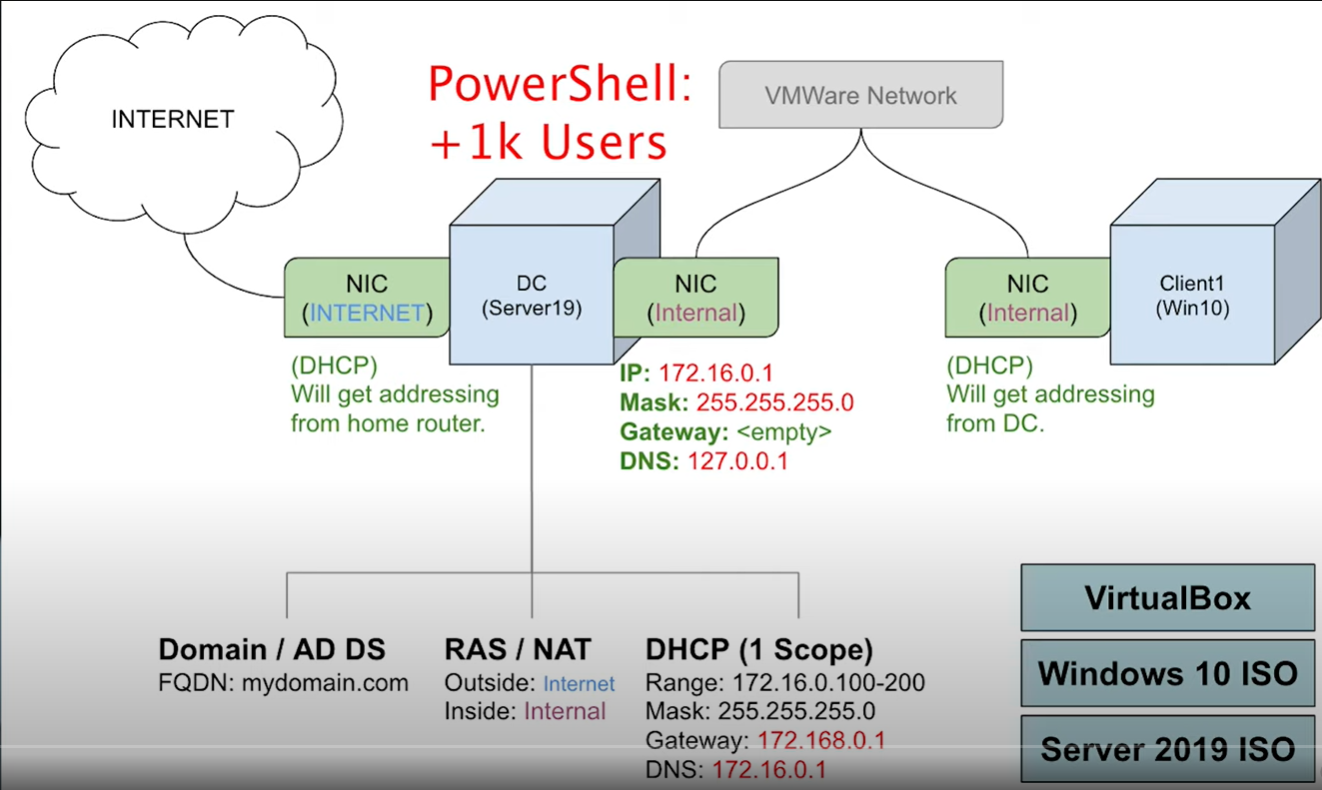 INTERNET
PowerShell:
+1k Users
VMWare Network
NIC
(INTERNET)
DC
(Server19)
NIC
(Internal)
NIC
(Internal)
Client1
(Win10)
(DHCP)
Will get addressing
from home router.
IP: 172.16.0.1
Mask: 255.255.255.0
Gateway: <empty>
DNS: 127.0.0.1
(DHCP)
Will get addressing
from DC.
Domain / AD DS
FQDN: mydomain.com
RAS / NAT
Outside: Internet
Inside: Internal
DHCP (1 Scope)
Range: 172.16.0.100-200
Mask: 255.255.255.0
Gateway: 172.168.0.1
DNS: 172.16.0.1
VirtualBox
Windows 10 ISO
Server 2019 ISO